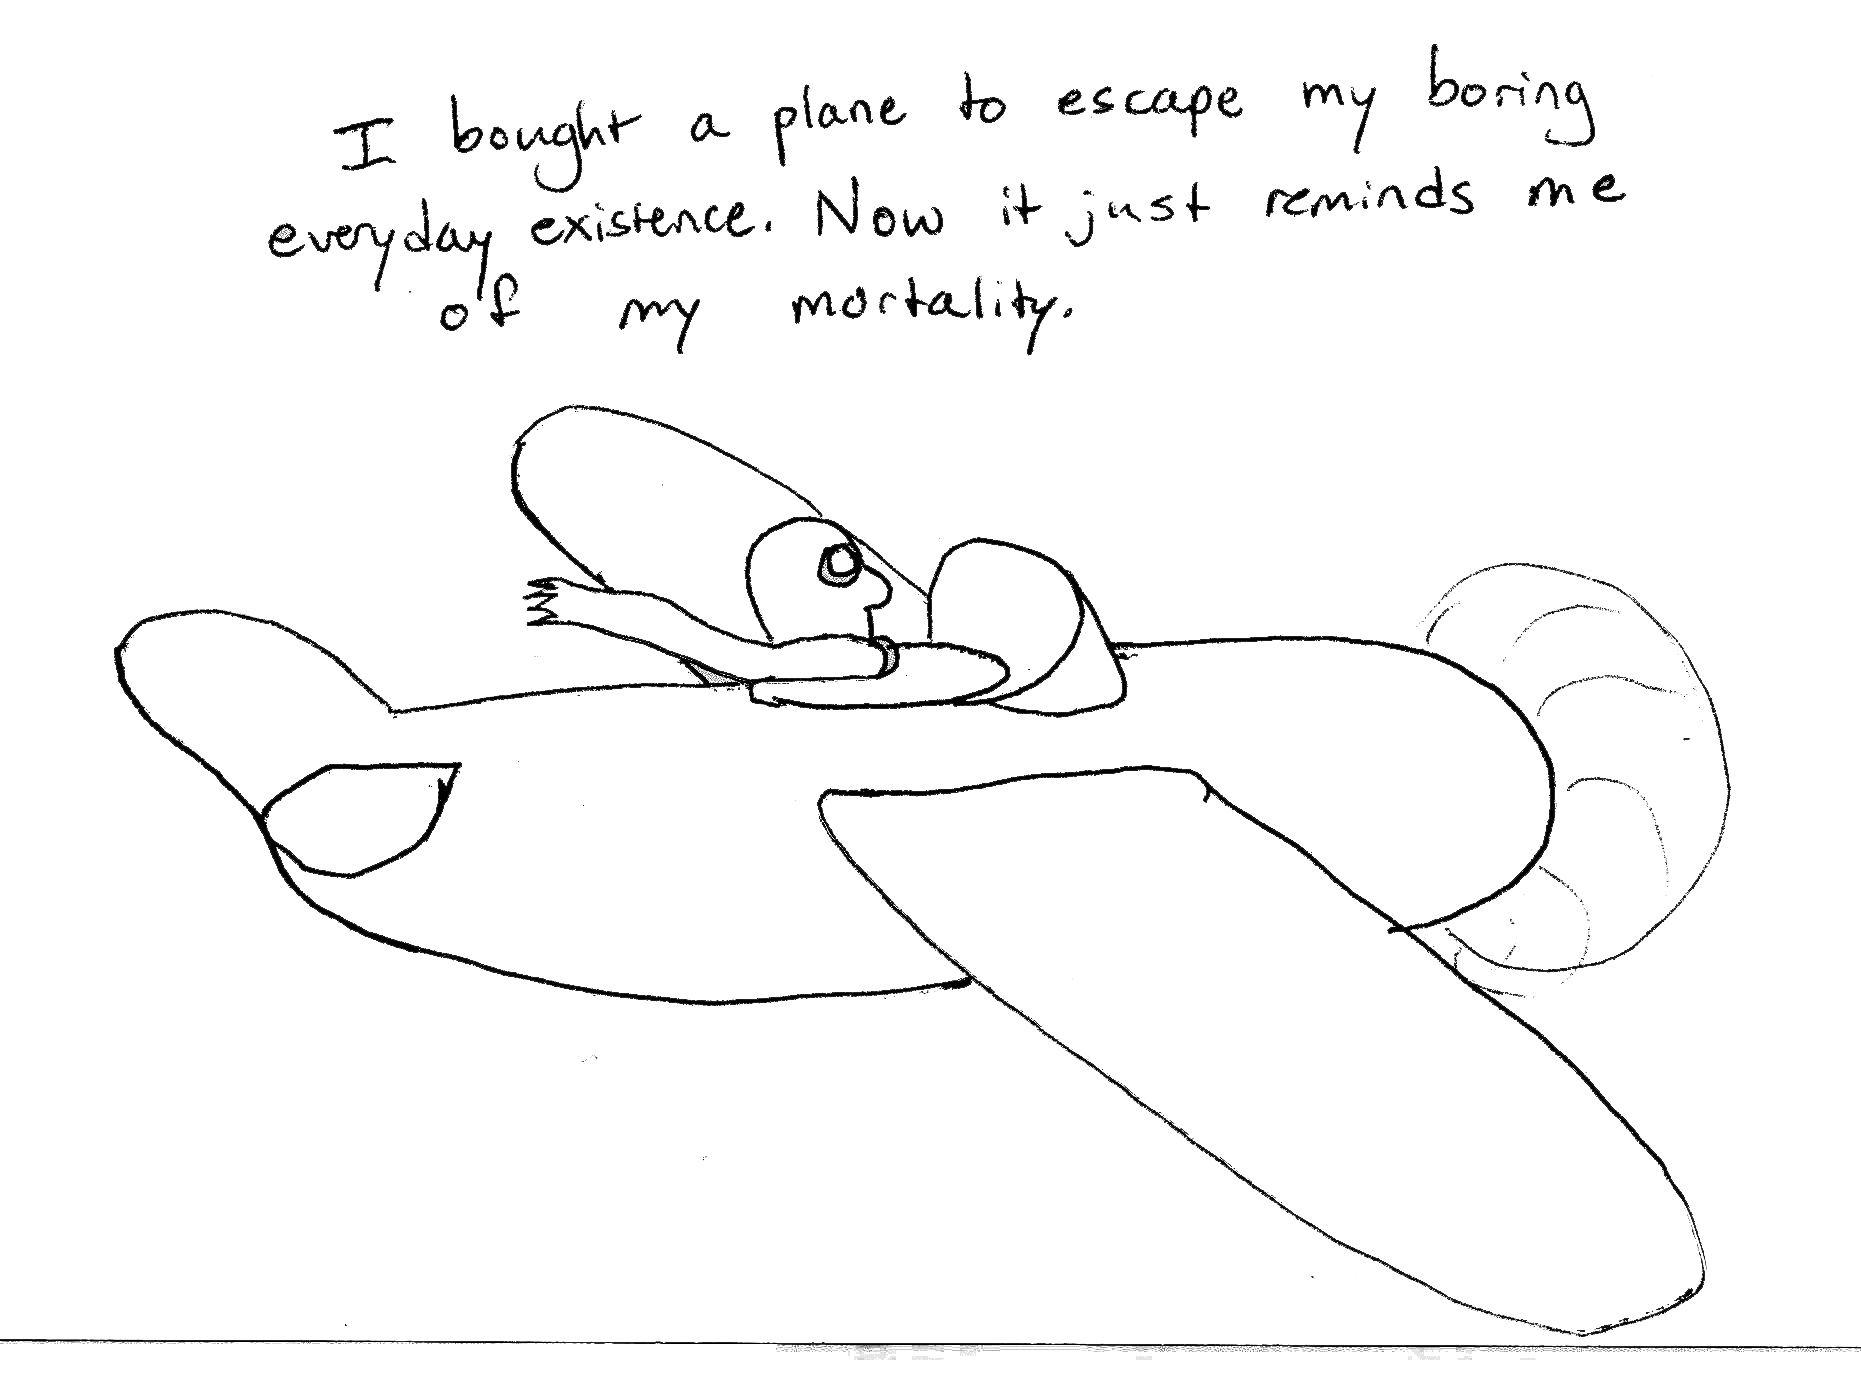 I bought a plane to escape my boring
everyday existence. Now it just reminds me
of my mortality.